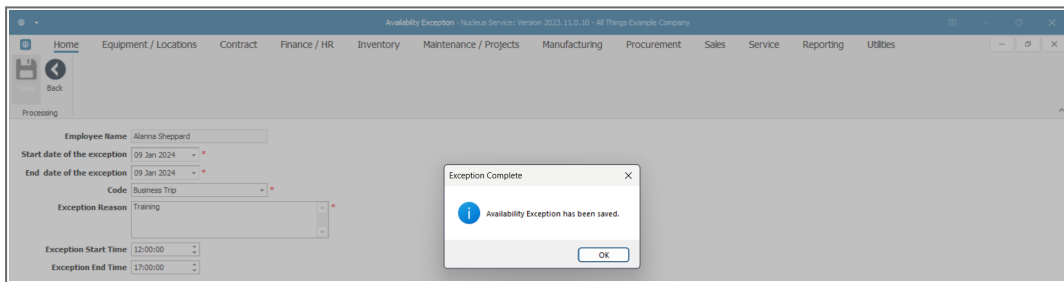 Availabilty Exception - Nucleus Service: Version 2023.11.0.10 - All Things Example Company
Home Equipment / Locations Contract Finance / HR Inventory Maintenance / Projects Manufacturing Procurement Sales Service Reporting Utilities
Save Back
Processing
Employee Name Alanna Sheppard
Start date of the exception 09 Jan 2024 *
End date of the exception 09 Jan 2024 *
Code Business Trip *
Exception Reason Training *
Exception Start Time 12:00:00
Exception End Time 17:00:00
Exception Complete
Availability Exception has been saved.
OK